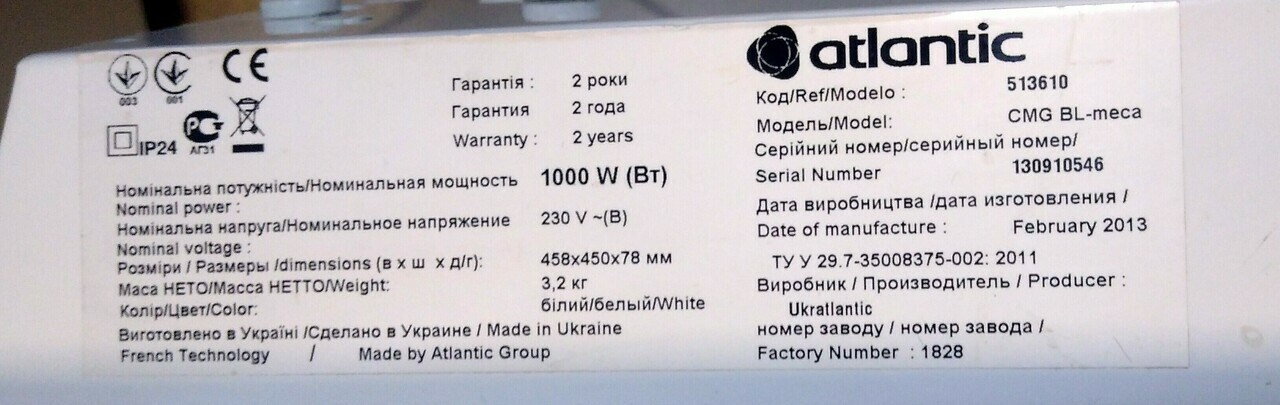 003 001 CE
IP24
PG
АГ31
Гарантія : 2 роки
Гарантия 2 года
Warranty : 2 years
Номінальна потужність/Номинальная мощность 1000 W (Вт)
Nominal power :
Номінальна напруга/Номинальное напряжение 230 V ~(В)
Nominal voltage :
Розміри / Размеры /dimensions (в х ш х д/г): 458x450x78 мм
Маса НЕТО/Масса НЕТТО/Weight: 3,2 кг
Колір/Цвет/Color: білий/белый/White
Виготовлено в Україні /Сделано в Украине / Made in Ukraine
French Technology / Made by Atlantic Group
atlantic
Код/Ref/Modelo : 513610
Модель/Model: CMG BL-meca
Серійний номер/серийный номер/
Serial Number 130910546
Дата виробництва /дата изготовления /
Date of manufacture : February 2013
ТУ У 29.7-35008375-002: 2011
Виробник / Производитель / Producer :
Ukratlantic
номер заводу / номер завода /
Factory Number : 1828